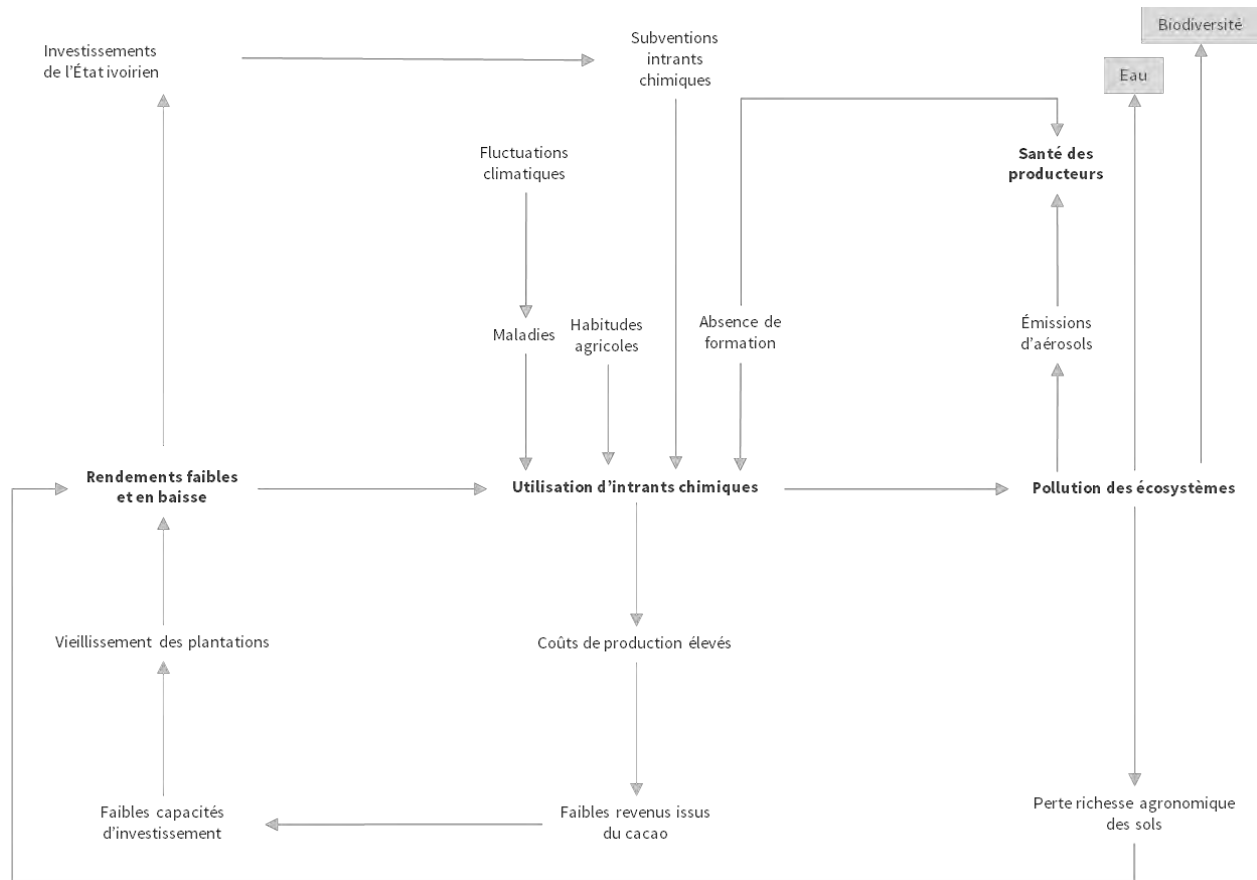 Biodiversité
Investissements
de l'État ivoirien
Subventions
intrants
chimiques
Eau
Fluctuations
climatiques
Santé des
producteurs
Maladies
Habitudes
agricoles
Absence de
formation
Émissions
d'aérosols
Rendements faibles
et en baisse
Utilisation d'intrants chimiques
Pollution des écosystèmes
Vieillissement des plantations
Coûts de production élevés
Faibles capacités
d'investissement
Faibles revenus issus
du cacao
Perte richesse agronomique
des sols